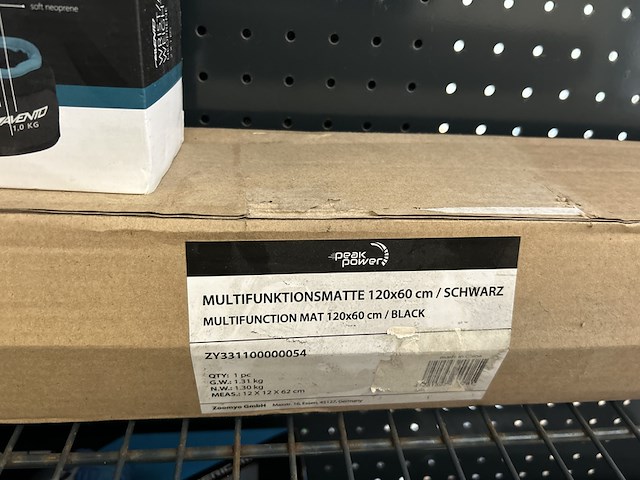 soft neoprene
AVENTO
1.0 KG
peak
power
MULTIFUNKTIONSMATTE 120x60 cm / SCHWARZ
MULTIFUNCTION MAT 120x60 cm / BLACK
ZY331100000054
QTY: 1 pc
G.W.: 1.31 kg
N.W.: 1.30 kg
MEAS.: 12 X 12 X 62 cm
GmbH
Germany